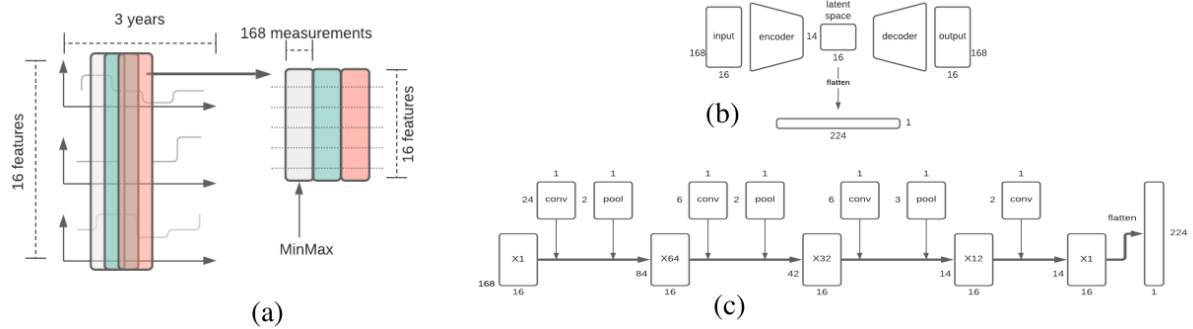 3 years
16 features
168 measurements
16 features
MinMax
(a)
latent
space
input
encoder
14
decoder
output
168
168
16
16
16
flatten
1
224
(b)
1
1
1
1
1
1
1
24
conv
2
pool
6
conv
2
pool
6
conv
3
pool
2
conv
flatten
X1
X64
X32
X12
X1
224
168
84
42
14
14
16
16
16
16
16
1
(c)